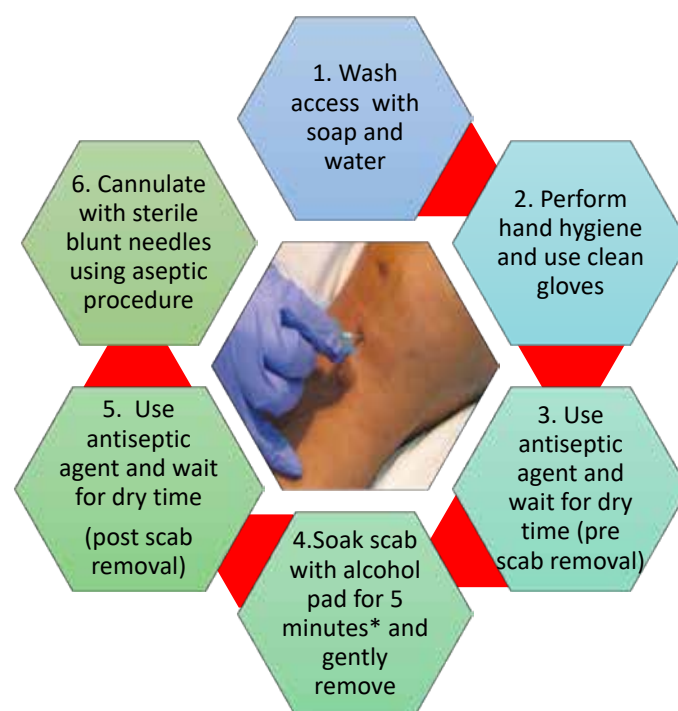 1. Wash
access with
soap and
water
2. Perform
hand hygiene
and use clean
gloves
3. Use
antiseptic
agent and
wait for dry
time (pre
scab removal)
4.Soak scab
with alcohol
pad for 5
minutes* and
gently
remove
5. Use
antiseptic
agent and wait
for dry time
(post scab
removal)
6. Cannulate
with sterile
blunt needles
using aseptic
procedure